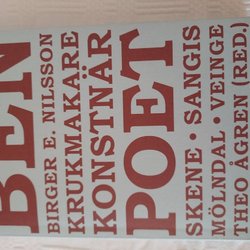 BEN
BIRGER E. NILSSON
KRUKMAKARE
KONSTNÄR
POET
SKENE · SANGIS
MÖLNDAL · VEINGE
(THEO ÅGREN (RED.)